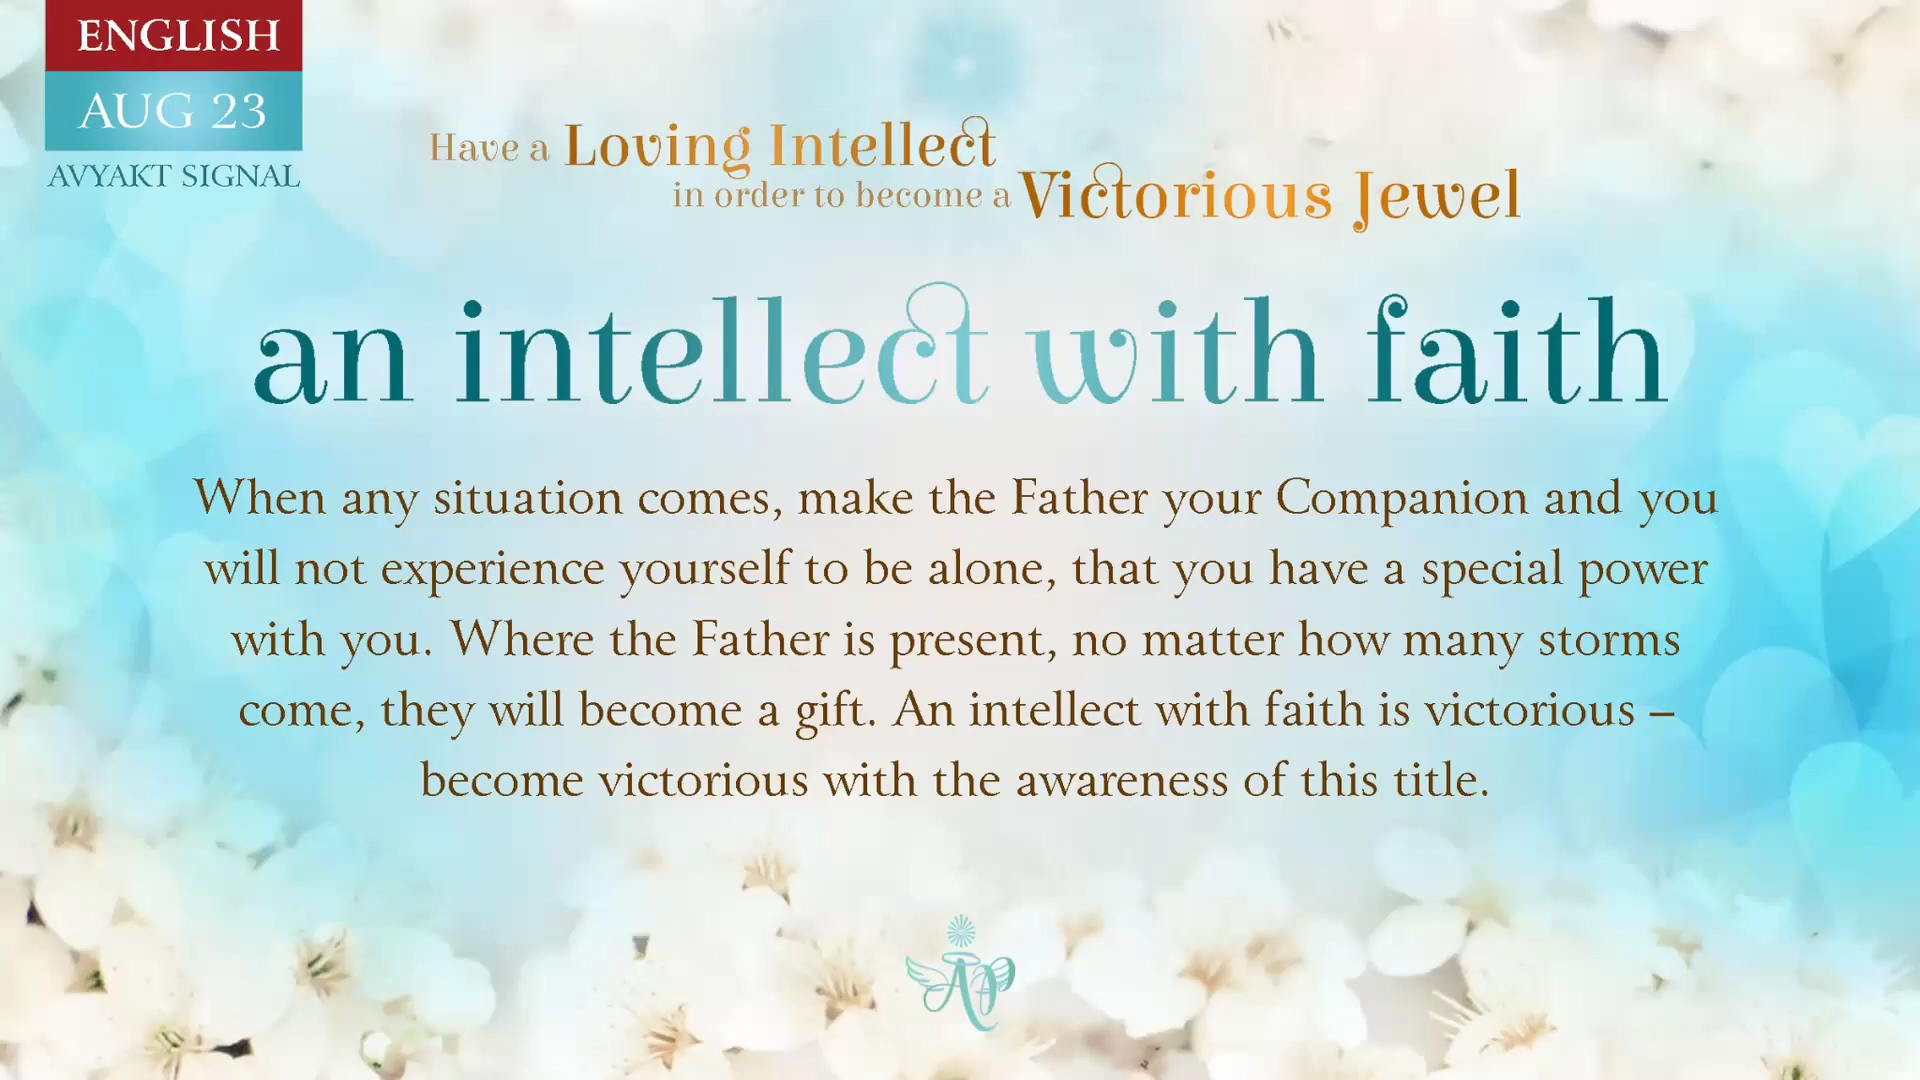 ENGLISH
AUG 23
AVYAKT SIGNAL
Have a Loving Intellect
in order to become a Victorious Jewel
an intellect with faith
When any situation comes, make the Father your Companion and you
will not experience yourself to be alone, that you have a special power
with you. Where the Father is present, no matter how many storms
come, they will become a gift. An intellect with faith is victorious –
become victorious with the awareness of this title.
AP